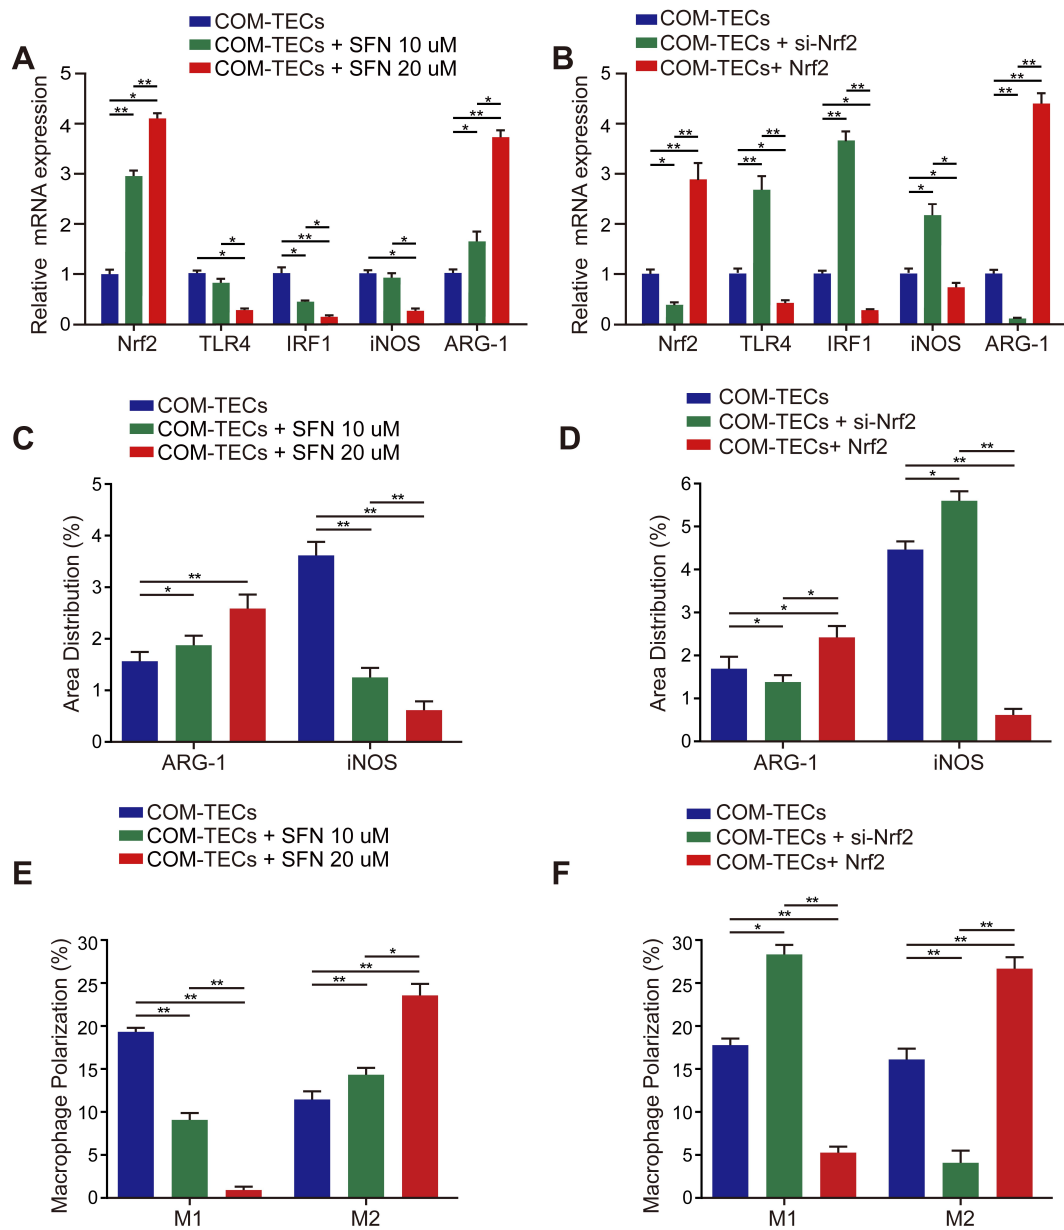 A
COM-TECs
COM-TECs + SFN 10 uM
COM-TECs + SFN 20 uM
Relative mRNA expression
5
4
3
2
1
0
** * **
* *
* ** *
* *
* ** *
Nrf2 TLR4 IRF1 iNOS ARG-1
B
COM-TECs
COM-TECs + si-Nrf2
COM-TECs+ Nrf2
Relative mRNA expression
5
4
3
2
1
0
* ** **
** * **
** * **
* * *
** ** **
Nrf2 TLR4 IRF1 iNOS ARG-1
C
COM-TECs
COM-TECs + SFN 10 uM
COM-TECs + SFN 20 uM
Area Distribution (%)
5
4
3
2
1
0
* **
** ** **
ARG-1 iNOS
D
COM-TECs
COM-TECs + si-Nrf2
COM-TECs+ Nrf2
Area Distribution (%)
6
5
4
3
2
1
0
* * *
* ** **
ARG-1 iNOS
E
COM-TECs
COM-TECs + SFN 10 uM
COM-TECs + SFN 20 uM
Macrophage Polarization (%)
30
25
20
15
10
5
0
** ** **
** ** *
M1 M2
F
COM-TECs
COM-TECs + si-Nrf2
COM-TECs+ Nrf2
Macrophage Polarization (%)
30
25
20
15
10
5
0
* ** **
** ** **
M1 M2